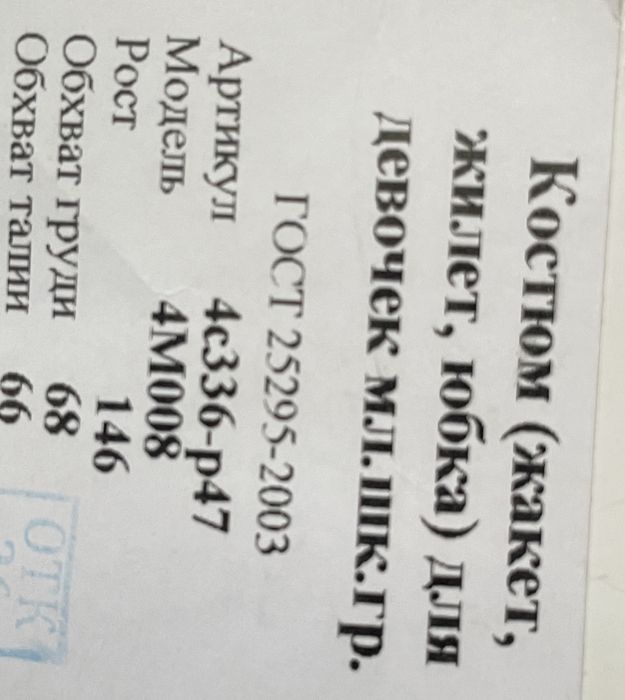 Костюм (жакет,
жилет, юбка) для
девочек мл.шк.гр.
ГОСТ 25295-2003
Артикул 4с336-р47
Модель 4М008
Рост 146
Обхват груди 68
Обхват талии 66
ОТК